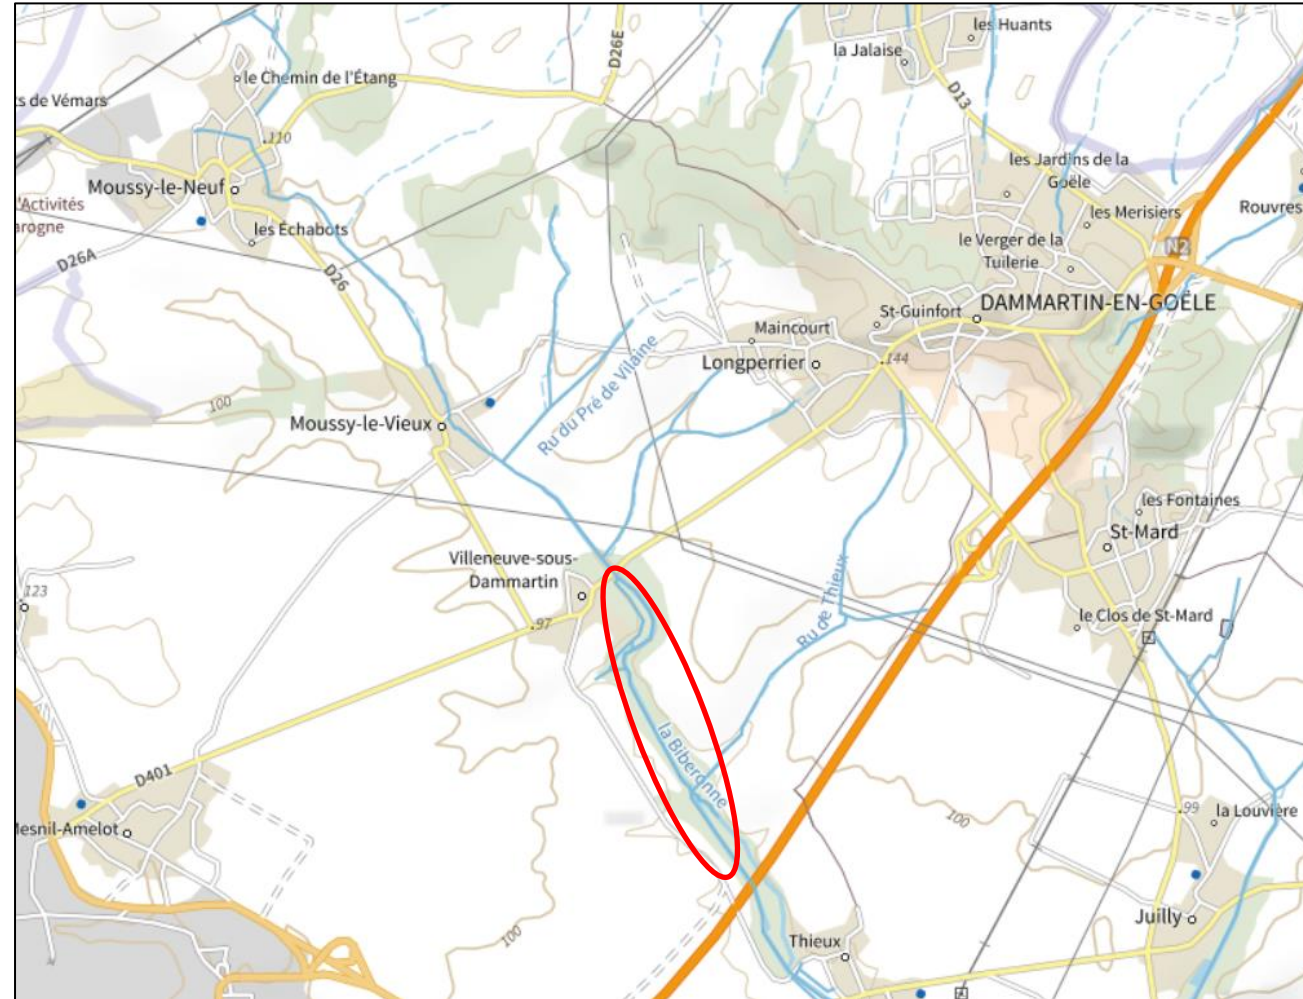 les Huants
la Jalaise
D26E
le Chemin de l'Étang
D13
ts de Vémars
110
les Jardins de la
Goële
Moussy-le-Neuf
'Activités
arogne
les Échabots
les Merisiers
Rouvres
le Verger de la
Tuilerie
N2
D26A
D26
St-Guinfort
DAMMARTIN-EN-GOËLE
Maincourt
Longperrier
144
Ru du Pré de Vilaine
100
Moussy-le-Vieux
les Fontaines
St-Mard
Villeneuve-sous-
Dammartin
123
97
Ru de Thieux
le Clos de St-Mard
la Biberonne
D401
Mesnil-Amelot
100
99
la Louvière
100
Juilly
Thieux